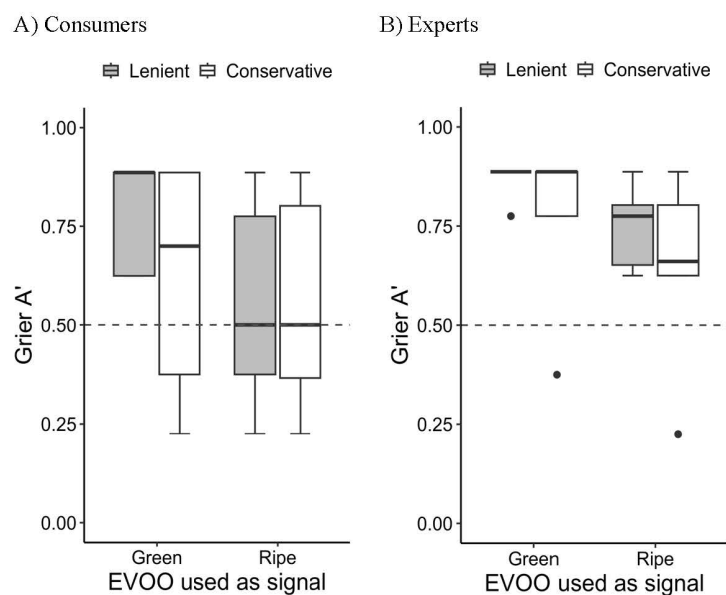 A) Consumers
Lenient Conservative
1.00
0.75
0.50
0.25
0.00
Grier A'
Green Ripe
EVOO used as signal
B) Experts
Lenient Conservative
1.00
0.75
0.50
0.25
0.00
Grier A'
Green Ripe
EVOO used as signal